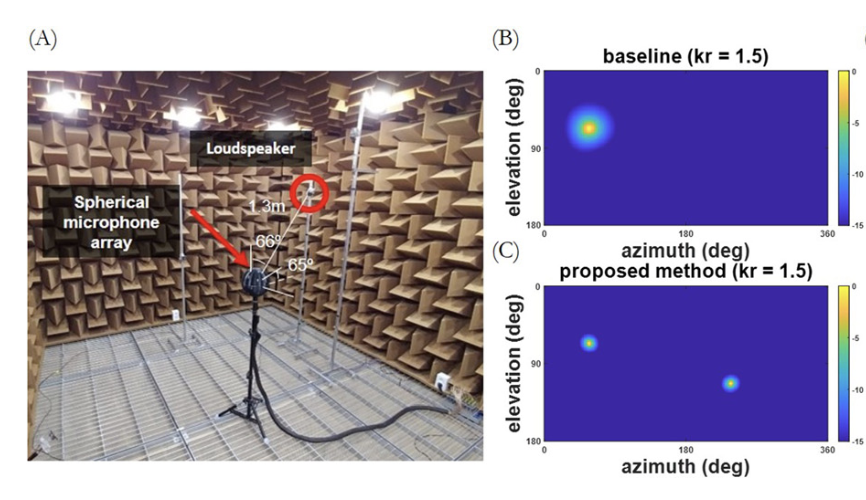 (A)
Loudspeaker
Spherical
microphone
array
1.3m
66º
65º
(B)
baseline (kr = 1.5)
elevation (deg)
0
90
180
0
180
360
azimuth (deg)
0
-5
-10
-15
(C)
proposed method (kr = 1.5)
elevation (deg)
0
90
180
0
180
360
azimuth (deg)
0
-5
-10
-15